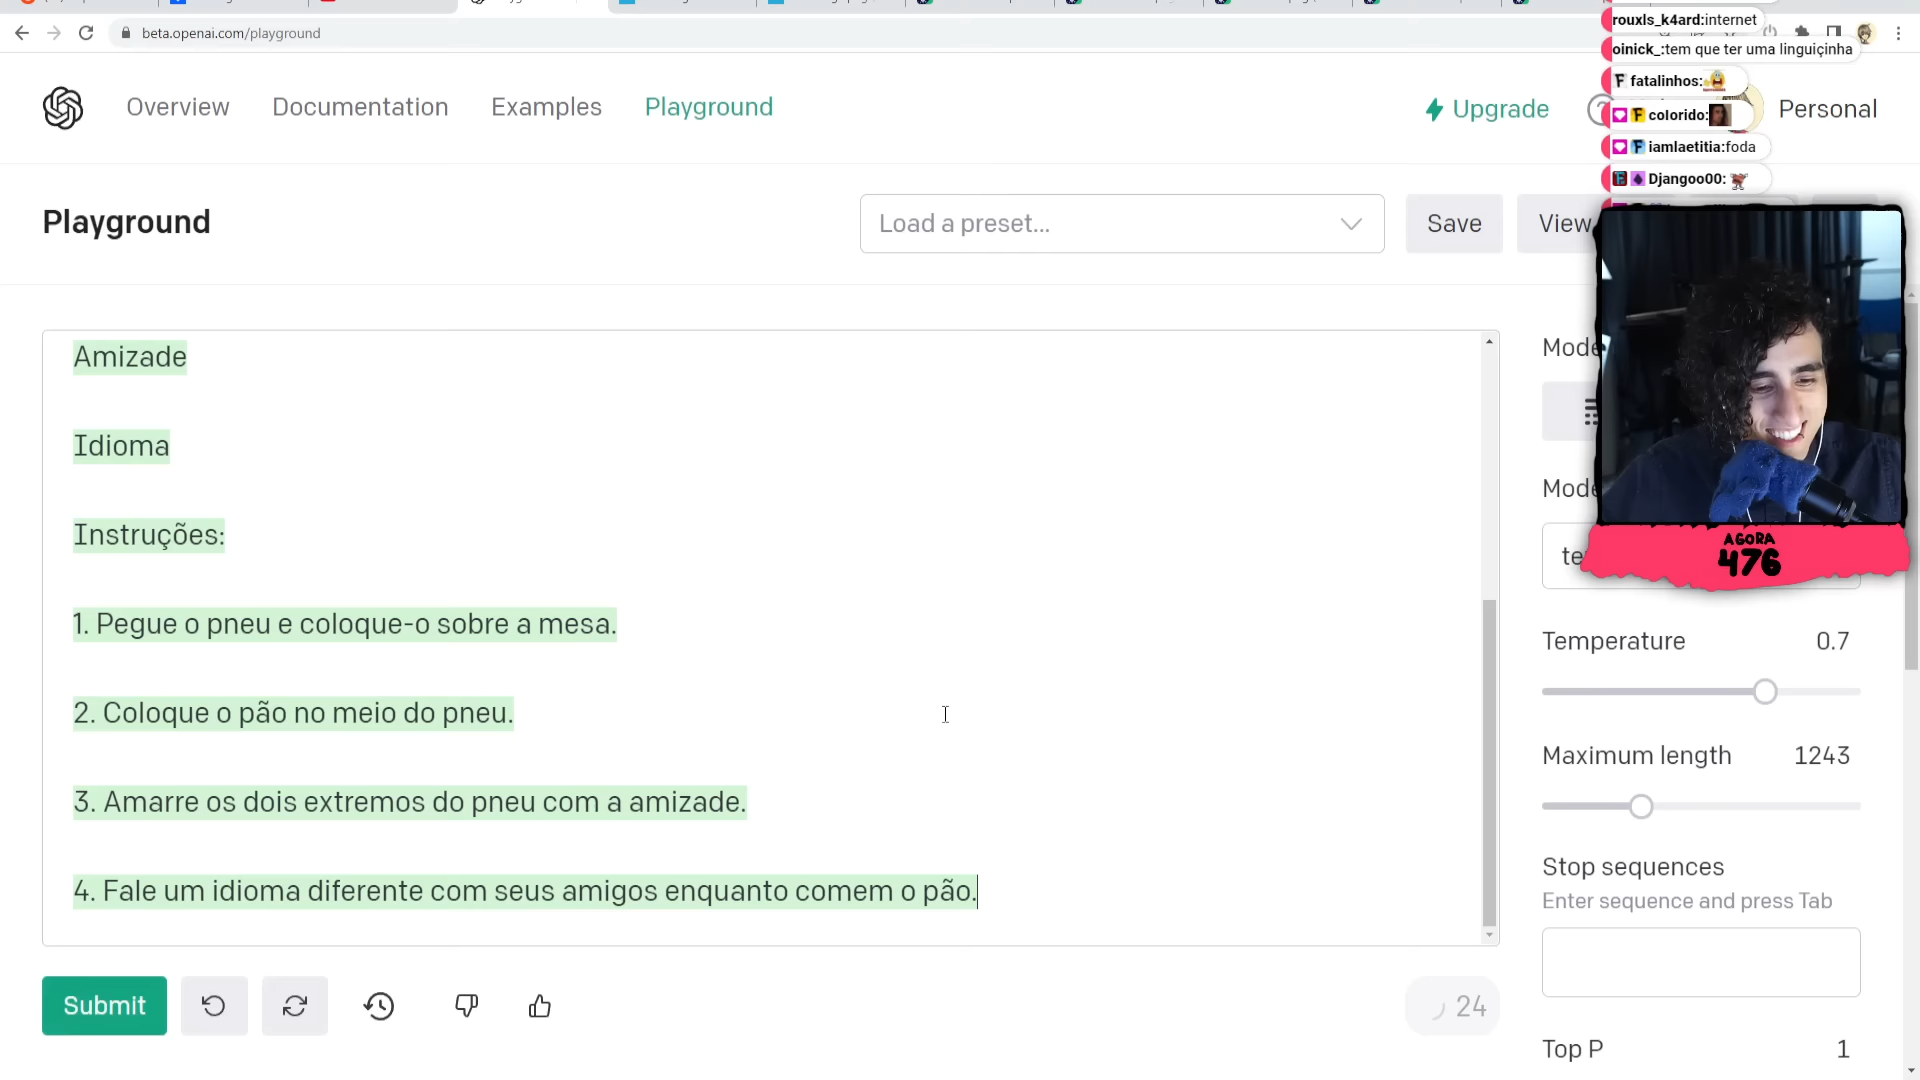 beta.openai.com/playground
rouxls_k4ard:internet
oinick_:tem que ter uma linguiçinha
fatalinhos:
colorido:
iamlaetitia:foda
Djangoo00:
Overview
Documentation
Examples
Playground
Upgrade
Personal
Playground
Load a preset...
Save
View
Amizade
Idioma
Instruções:
1. Pegue o pneu e coloque-o sobre a mesa.
2. Coloque o pão no meio do pneu.
3. Amarre os dois extremos do pneu com a amizade.
4. Fale um idioma diferente com seus amigos enquanto comem o pão.
Submit
24
Mode
Mode
te
AGORA
476
Temperature 0.7
Maximum length 1243
Stop sequences
Enter sequence and press Tab
Top P 1